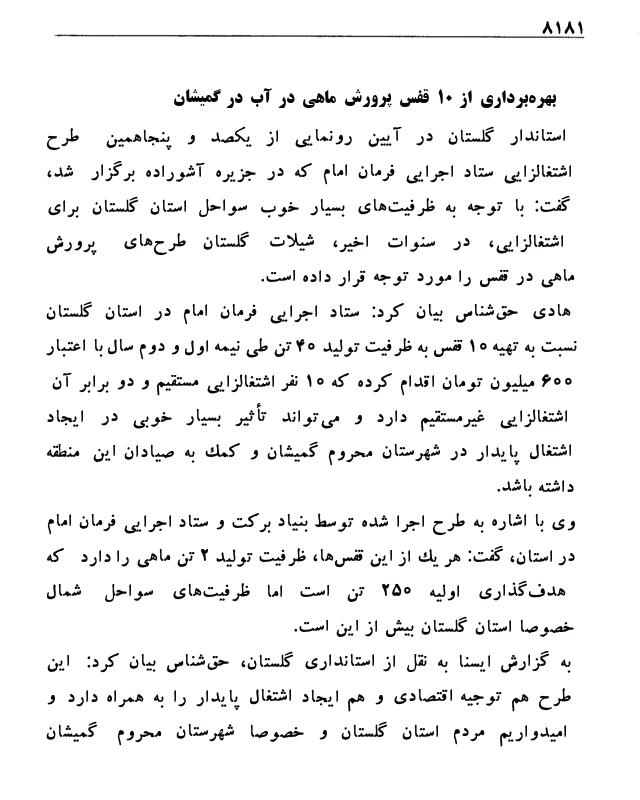 ۸۱۸۱
بهره‌برداری از ۱۰ قفس پرورش ماهی در آب در گمیشان
استاندار گلستان در آیین رونمایی از یکصد و پنجاهمین طرح
اشتغالزایی ستاد اجرایی فرمان امام که در جزیره آشوراده برگزار شد،
گفت: با توجه به ظرفیت‌های بسیار خوب سواحل استان گلستان برای
اشتغالزایی، در سنوات اخیر، شیلات گلستان طرح‌های پرورش
ماهی در قفس را مورد توجه قرار داده است.
هادی حق‌شناس بیان کرد: ستاد اجرایی فرمان امام در استان گلستان
نسبت به تهیه ۱۰ قفس به ظرفیت تولید ۴۰ تن طی نیمه اول و دوم سال با اعتبار
۶۰۰ میلیون تومان اقدام کرده که ۱۰ نفر اشتغالزایی مستقیم و دو برابر آن
اشتغالزایی غیرمستقیم دارد و می‌تواند تأثیر بسیار خوبی در ایجاد
اشتغال پایدار در شهرستان محروم گمیشان و کمك به صیادان این منطقه
داشته باشد.
وی با اشاره به طرح اجرا شده توسط بنیاد برکت و ستاد اجرایی فرمان امام
در استان، گفت: هر یك از این قفس‌ها، ظرفیت تولید ۲ تن ماهی را دارد که
هدف‌گذاری اولیه ۲۵۰ تن است اما ظرفیت‌های سواحل شمال
خصوصا استان گلستان بیش از این است.
به گزارش ایسنا به نقل از استانداری گلستان، حق‌شناس بیان کرد: این
طرح هم توجیه اقتصادی و هم ایجاد اشتغال پایدار را به همراه دارد و
امیدواریم مردم استان گلستان و خصوصا شهرستان محروم گمیشان